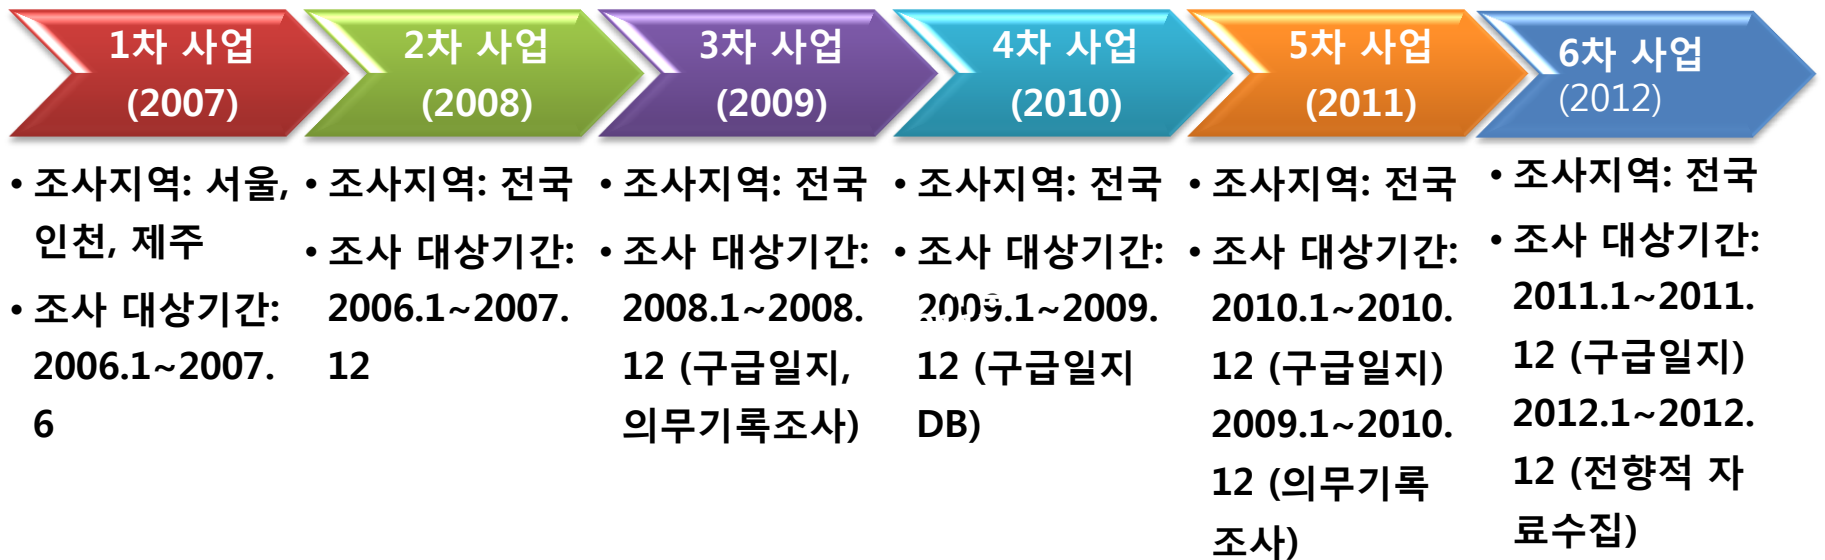 1차 사업
(2007)
• 조사지역: 서울,
인천, 제주
• 조사 대상기간:
2006.1~2007.
6
2차 사업
(2008)
• 조사지역: 전국
• 조사 대상기간:
2006.1~2007.
12
3차 사업
(2009)
• 조사지역: 전국
• 조사 대상기간:
2008.1~2008.
12 (구급일지,
의무기록조사)
4차 사업
(2010)
• 조사지역: 전국
• 조사 대상기간:
2009.1~2009.
12 (구급일지
DB)
5차 사업
(2011)
• 조사지역: 전국
• 조사 대상기간:
2010.1~2010.
12 (구급일지)
2009.1~2010.
12 (의무기록
조사)
6차 사업
(2012)
• 조사지역: 전국
• 조사 대상기간:
2011.1~2011.
12 (구급일지)
2012.1~2012.
12 (전향적 자
료수집)